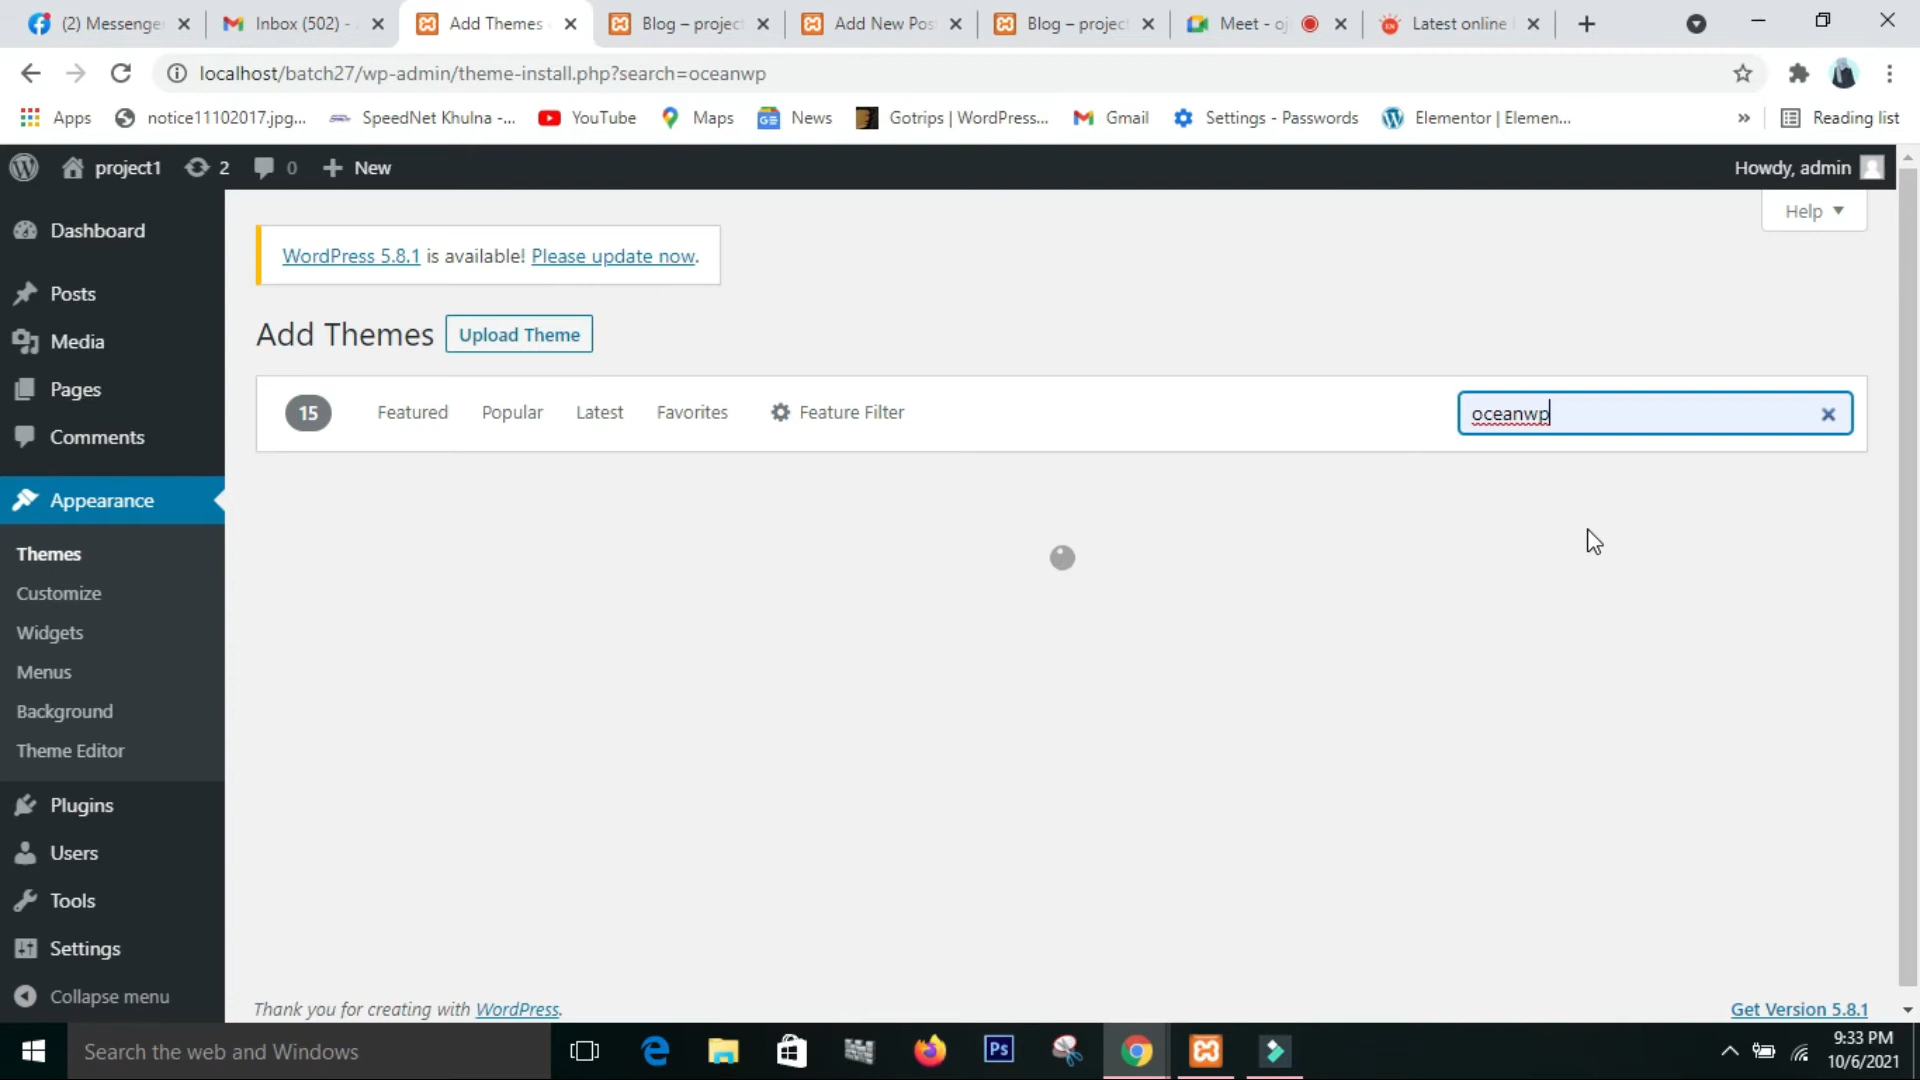 (2) Messenge
Inbox (502) -
Add Themes
Blog – project
Add New Pos
Blog – project
Meet - oj
Latest online
localhost/batch27/wp-admin/theme-install.php?search=oceanwp
Apps
notice11102017.jpg...
SpeedNet Khulna -...
YouTube
Maps
News
Gotrips | WordPress...
Gmail
Settings - Passwords
Elementor | Elemen...
»
Reading list
project1
2
0
New
Howdy, admin
Help
Dashboard
Posts
Media
Pages
Comments
Appearance
Themes
Customize
Widgets
Menus
Background
Theme Editor
Plugins
Users
Tools
Settings
Collapse menu
WordPress 5.8.1 is available! Please update now.
Add Themes
Upload Theme
15
Featured
Popular
Latest
Favorites
Feature Filter
oceanwp
Thank you for creating with WordPress.
Get Version 5.8.1
Search the web and Windows
Ps
9:33 PM
10/6/2021